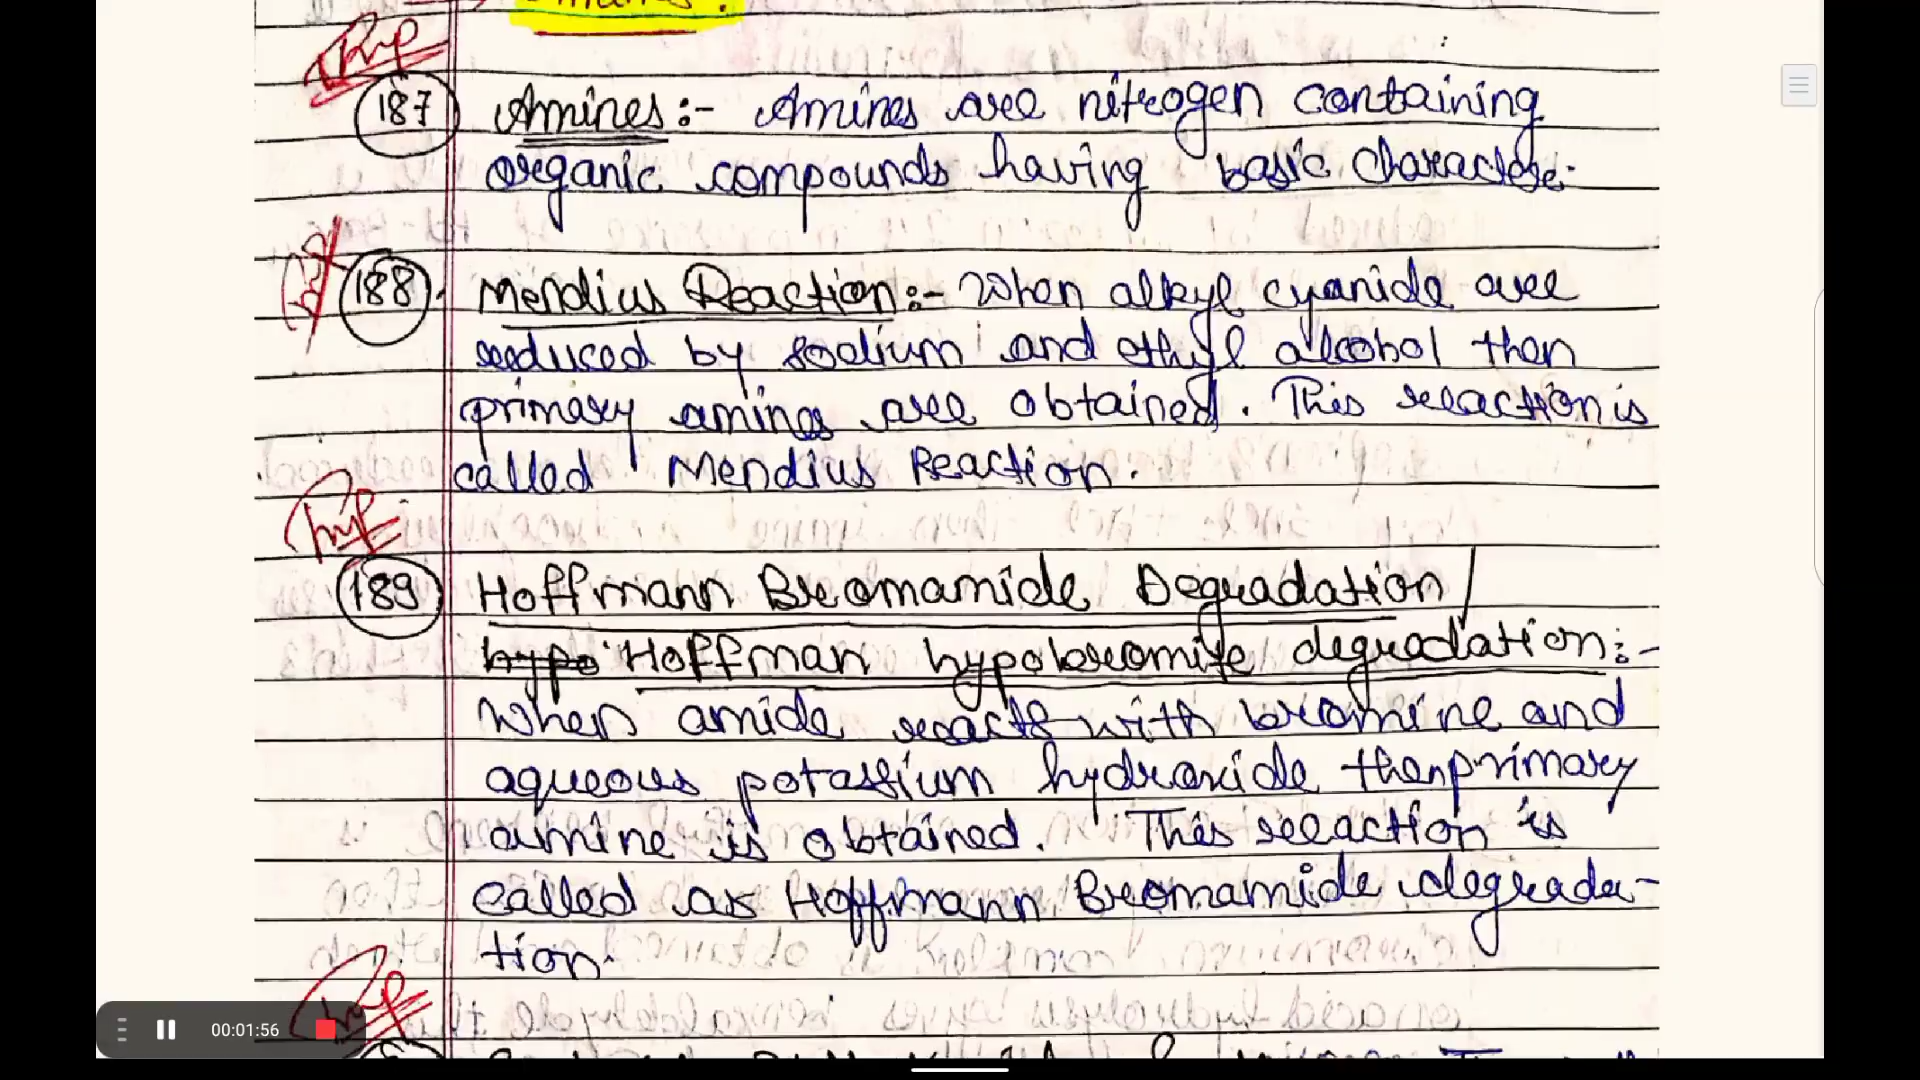 Imp
187 Amines :- Amines are nitrogen containing
organic compounds having basic character.
Imp
188. Mendius Reaction :- When alkyl cyanide are
reduced by sodium and ethyl alcohol then
primary amines are obtained. This reaction is
called Mendius Reaction.
Imp
189 Hoffmann Bromamide Degradation /
hypo Hoffman hypobromite degradation :-
When amide reacts with bromine and
aqueous potassium hydroxide then primary
amine is obtained. This reaction is
called as Hoffmann Bromamide degrada-
tion.
Imp
00:01:56